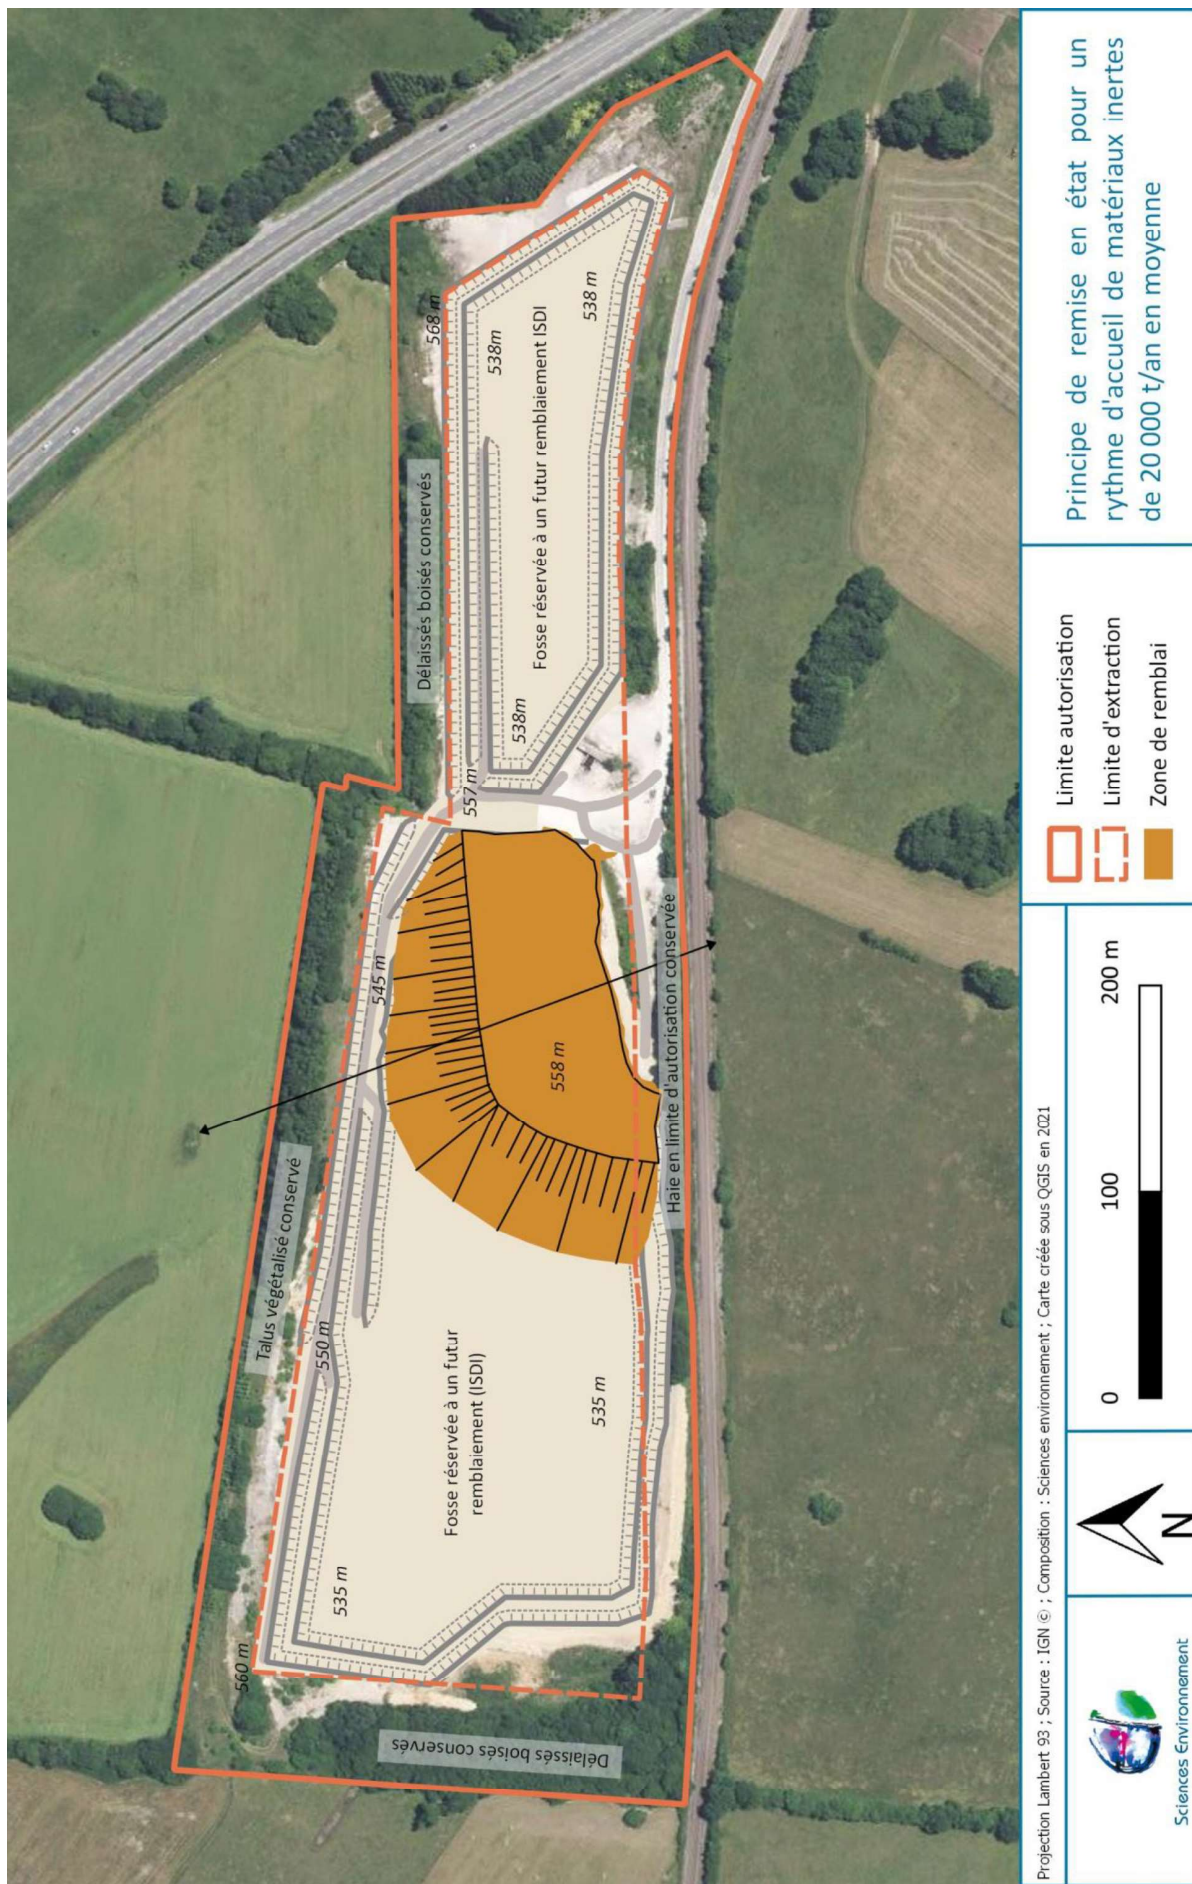 Délaissés boisés conservés
560 m
535 m
Talus végétalisé conservé
550 m
Fosse réservée à un futur
remblaiement (ISDI)
535 m
545 m
558 m
Haie en limite d'autorisation conservée
557 m
Délaissés boisés conservés
568 m
538m
538m
Fosse réservée à un futur remblaiement ISDI
538 m
Projection Lambert 93 ; Source : IGN © ; Composition : Sciences environnement ; Carte créée sous QGIS en 2021
Sciences Environnement
N
0
100
200 m
Limite autorisation
Limite d'extraction
Zone de remblai
Principe de remise en état pour un
rythme d'accueil de matériaux inertes
de 20 000 t/an en moyenne